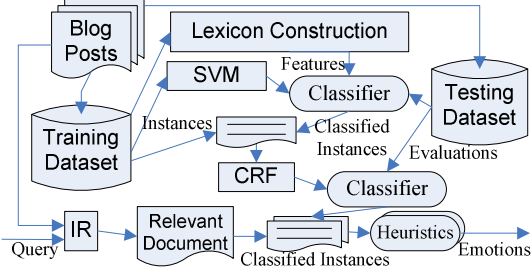 Blog
Posts
Lexicon Construction
SVM
Features
Classifier
Testing
Dataset
Training
Dataset
Instances
Classified
Instances
Evaluations
CRF
Classifier
IR
Relevant
Document
Heuristics
Query
Classified Instances
Emotions